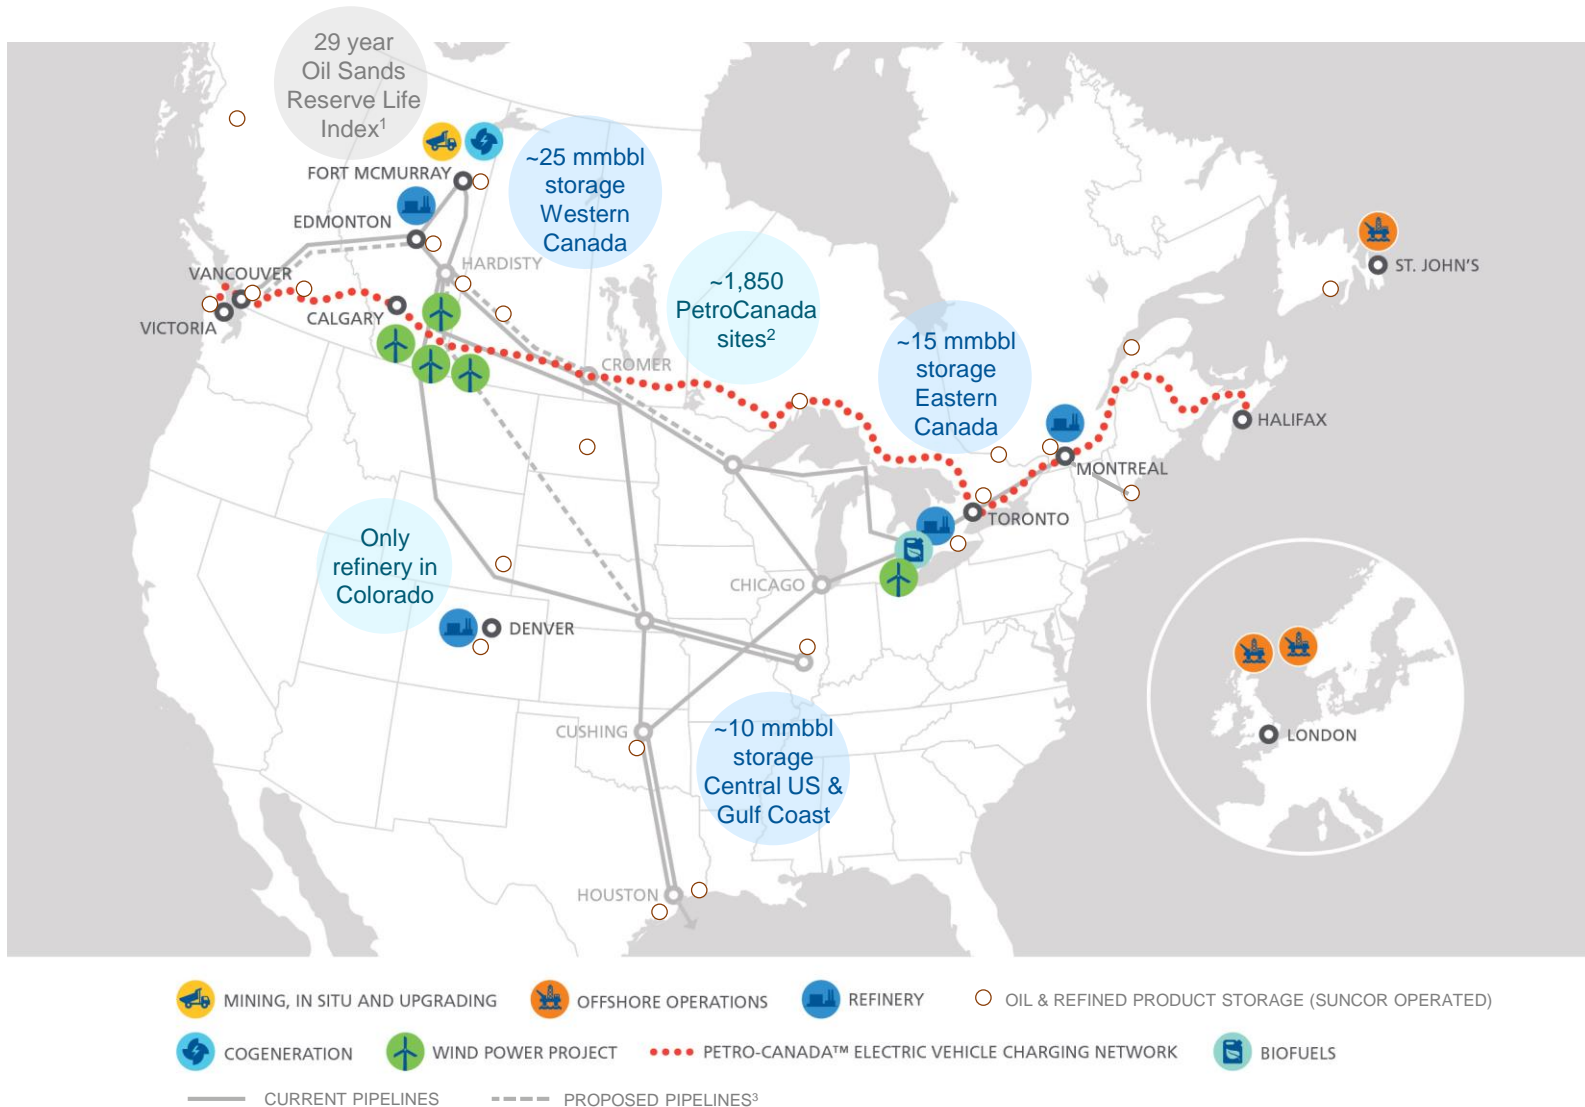 29 year
Oil Sands
Reserve Life
Index¹
FORT MCMURRAY
~25 mmbbl
storage
Western
Canada
EDMONTON
HARDISTY
VANCOUVER
VICTORIA
CALGARY
~1,850
PetroCanada
sites²
CROMER
~15 mmbbl
storage
Eastern
Canada
ST. JOHN'S
HALIFAX
MONTREAL
TORONTO
Only
refinery in
Colorado
CHICAGO
DENVER
CUSHING
~10 mmbbl
storage
Central US &
Gulf Coast
LONDON
HOUSTON
MINING, IN SITU AND UPGRADING
OFFSHORE OPERATIONS
REFINERY
OIL & REFINED PRODUCT STORAGE (SUNCOR OPERATED)
COGENERATION
WIND POWER PROJECT
PETRO-CANADA™ ELECTRIC VEHICLE CHARGING NETWORK
BIOFUELS
CURRENT PIPELINES
PROPOSED PIPELINES³